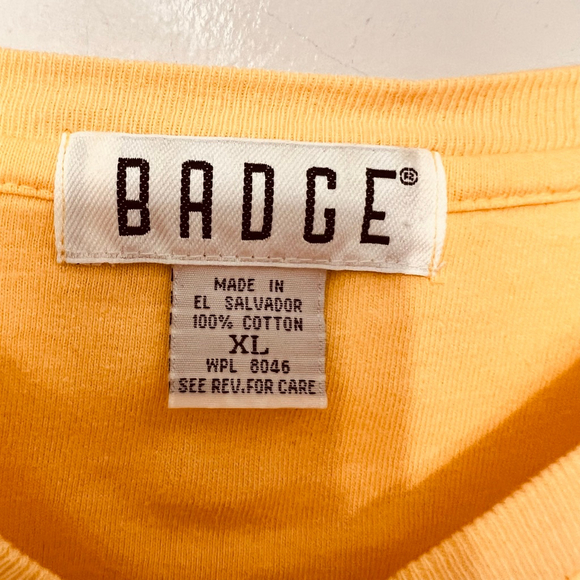 BADGE®
MADE IN
EL SALVADOR
100% COTTON
XL
WPL 8046
SEE REV.FOR CARE